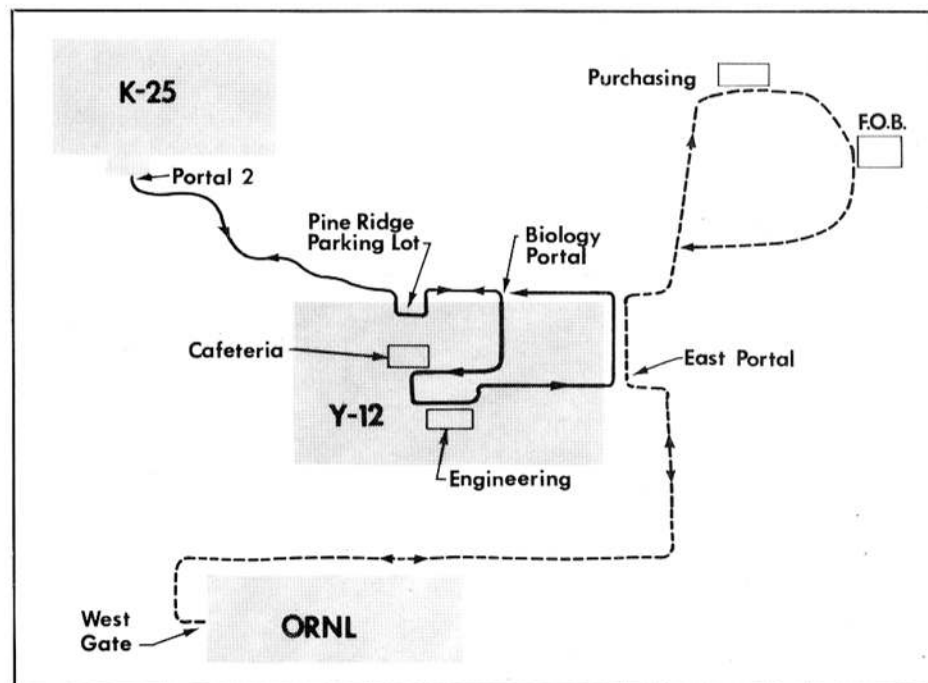 K-25
Purchasing
F.O.B.
Portal 2
Pine Ridge
Parking Lot
Biology
Portal
Cafeteria
East Portal
Y-12
Engineering
West
Gate
ORNL